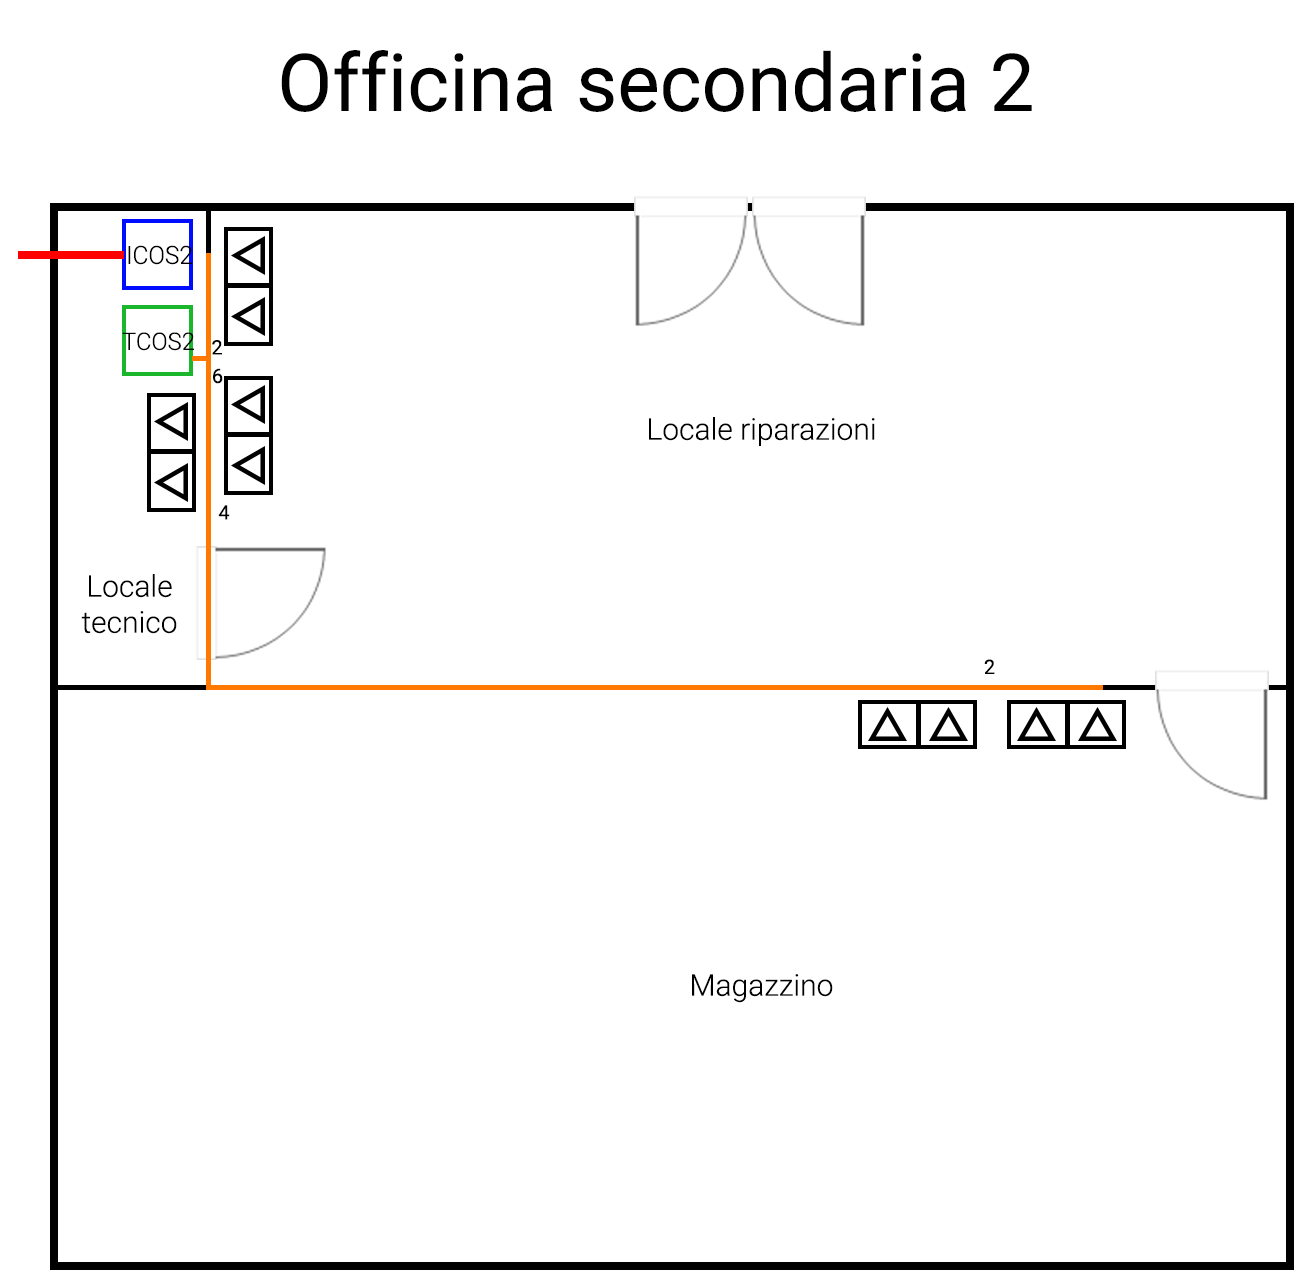 Officina secondaria 2
ICOS2
TCOS2
2
6
Locale riparazioni
4
Locale
tecnico
2
Magazzino